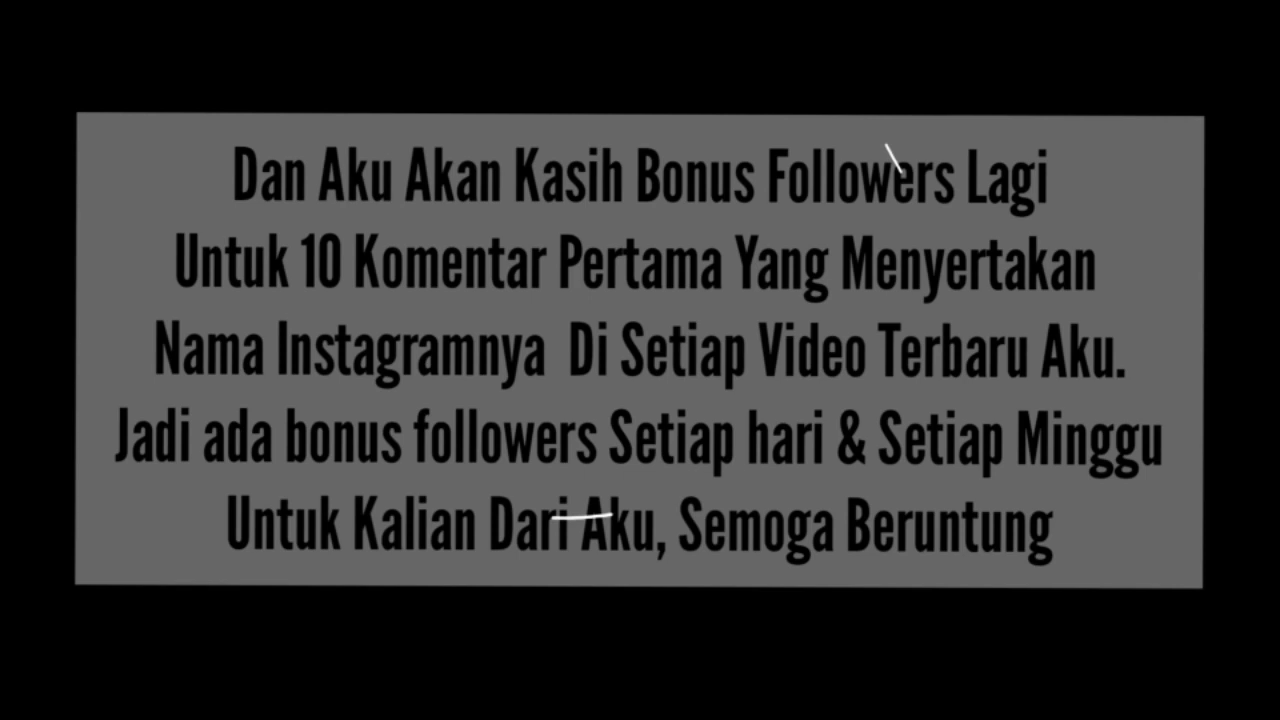 Dan Aku Akan Kasih Bonus Followers Lagi
Untuk 10 Komentar Pertama Yang Menyertakan
Nama Instagramnya Di Setiap Video Terbaru Aku.
Jadi ada bonus followers Setiap hari & Setiap Minggu
Untuk Kalian Dari Aku, Semoga Beruntung